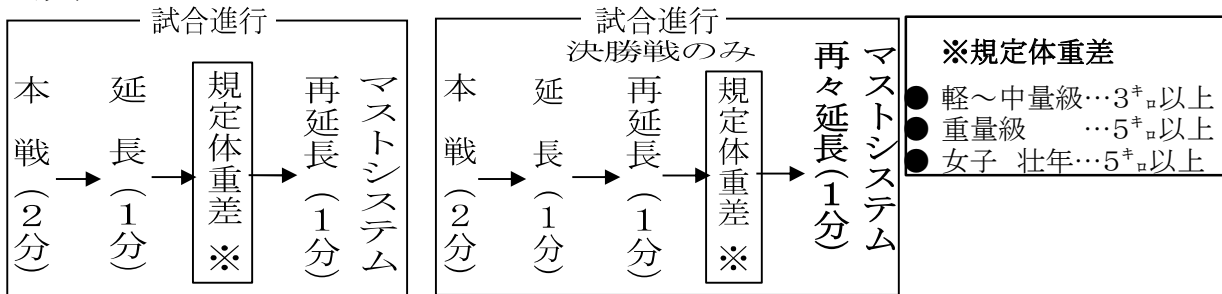 試合進行
本戦(2分)
延長(1分)
規定体重差※
再延長(1分)
マストシステム
試合進行
決勝戦のみ
本戦(2分)
延長(1分)
再延長(1分)
規定体重差※
再々延長(1分)
マストシステム
※規定体重差
● 軽～中量級…3㌔以上
● 重量級 …5㌔以上
● 女子 壮年…5㌔以上